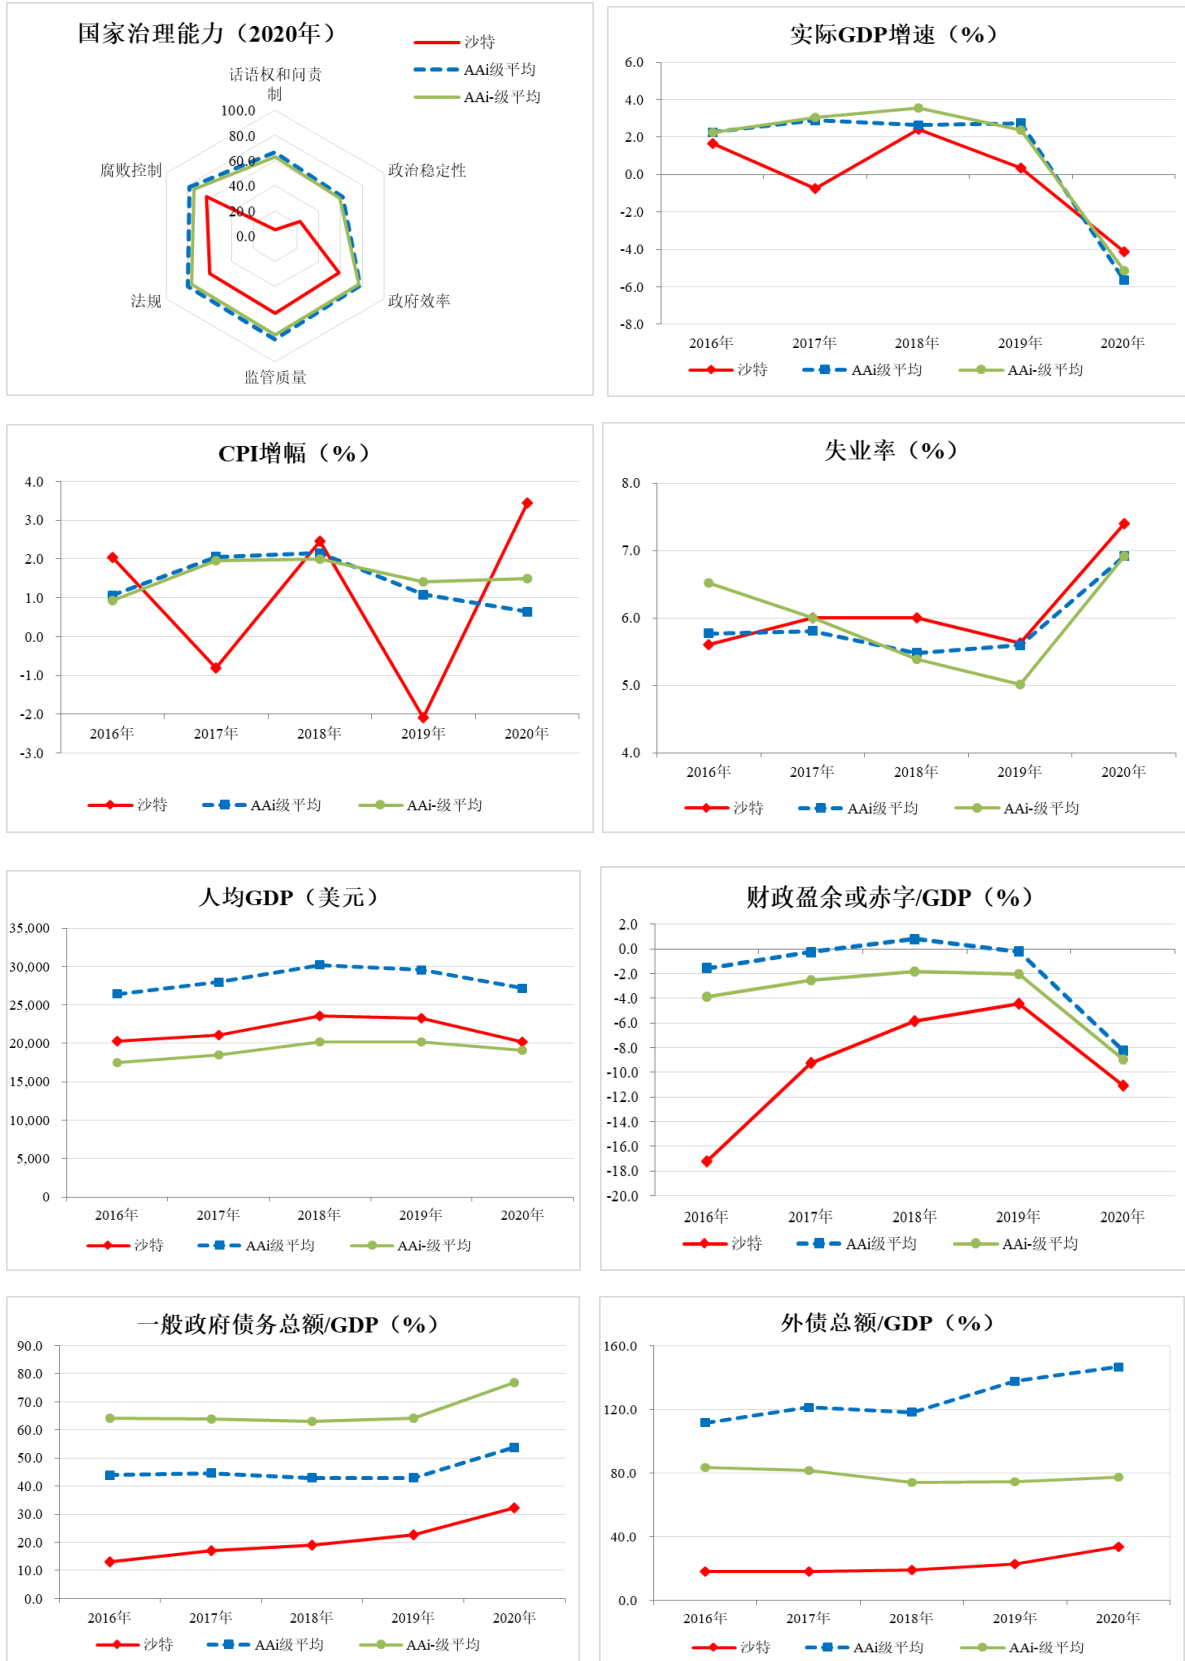 国家治理能力（2020年）
沙特
AAi级平均
AAi-级平均
话语权和问责
制
100.0
80.0
60.0
40.0
20.0
0.0
腐败控制
政治稳定性
法规
政府效率
监管质量
实际GDP增速（%）
6.0
4.0
2.0
0.0
-2.0
-4.0
-6.0
-8.0
2016年 2017年 2018年 2019年 2020年
沙特 AAi级平均 AAi-级平均
CPI增幅（%）
4.0
3.0
2.0
1.0
0.0
-1.0
-2.0
-3.0
2016年 2017年 2018年 2019年 2020年
沙特 AAi级平均 AAi-级平均
失业率（%）
8.0
7.0
6.0
5.0
4.0
2016年 2017年 2018年 2019年 2020年
沙特 AAi级平均 AAi-级平均
人均GDP（美元）
35,000
30,000
25,000
20,000
15,000
10,000
5,000
0
2016年 2017年 2018年 2019年 2020年
沙特 AAi级平均 AAi-级平均
财政盈余或赤字/GDP（%）
2.0
0.0
-2.0
-4.0
-6.0
-8.0
-10.0
-12.0
-14.0
-16.0
-18.0
-20.0
2016年 2017年 2018年 2019年 2020年
沙特 AAi级平均 AAi-级平均
一般政府债务总额/GDP（%）
90.0
80.0
70.0
60.0
50.0
40.0
30.0
20.0
10.0
0.0
2016年 2017年 2018年 2019年 2020年
沙特 AAi级平均 AAi-级平均
外债总额/GDP（%）
160.0
120.0
80.0
40.0
0.0
2016年 2017年 2018年 2019年 2020年
沙特 AAi级平均 AAi-级平均